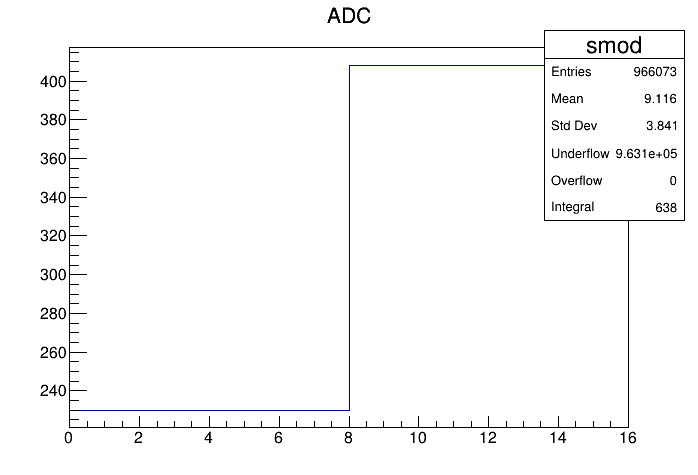 ADC
smod
Entries 966073
Mean 9.116
Std Dev 3.841
Underflow 9.631e+05
Overflow 0
Integral 638
400
380
360
340
320
300
280
260
240
0 2 4 6 8 10 12 14 16